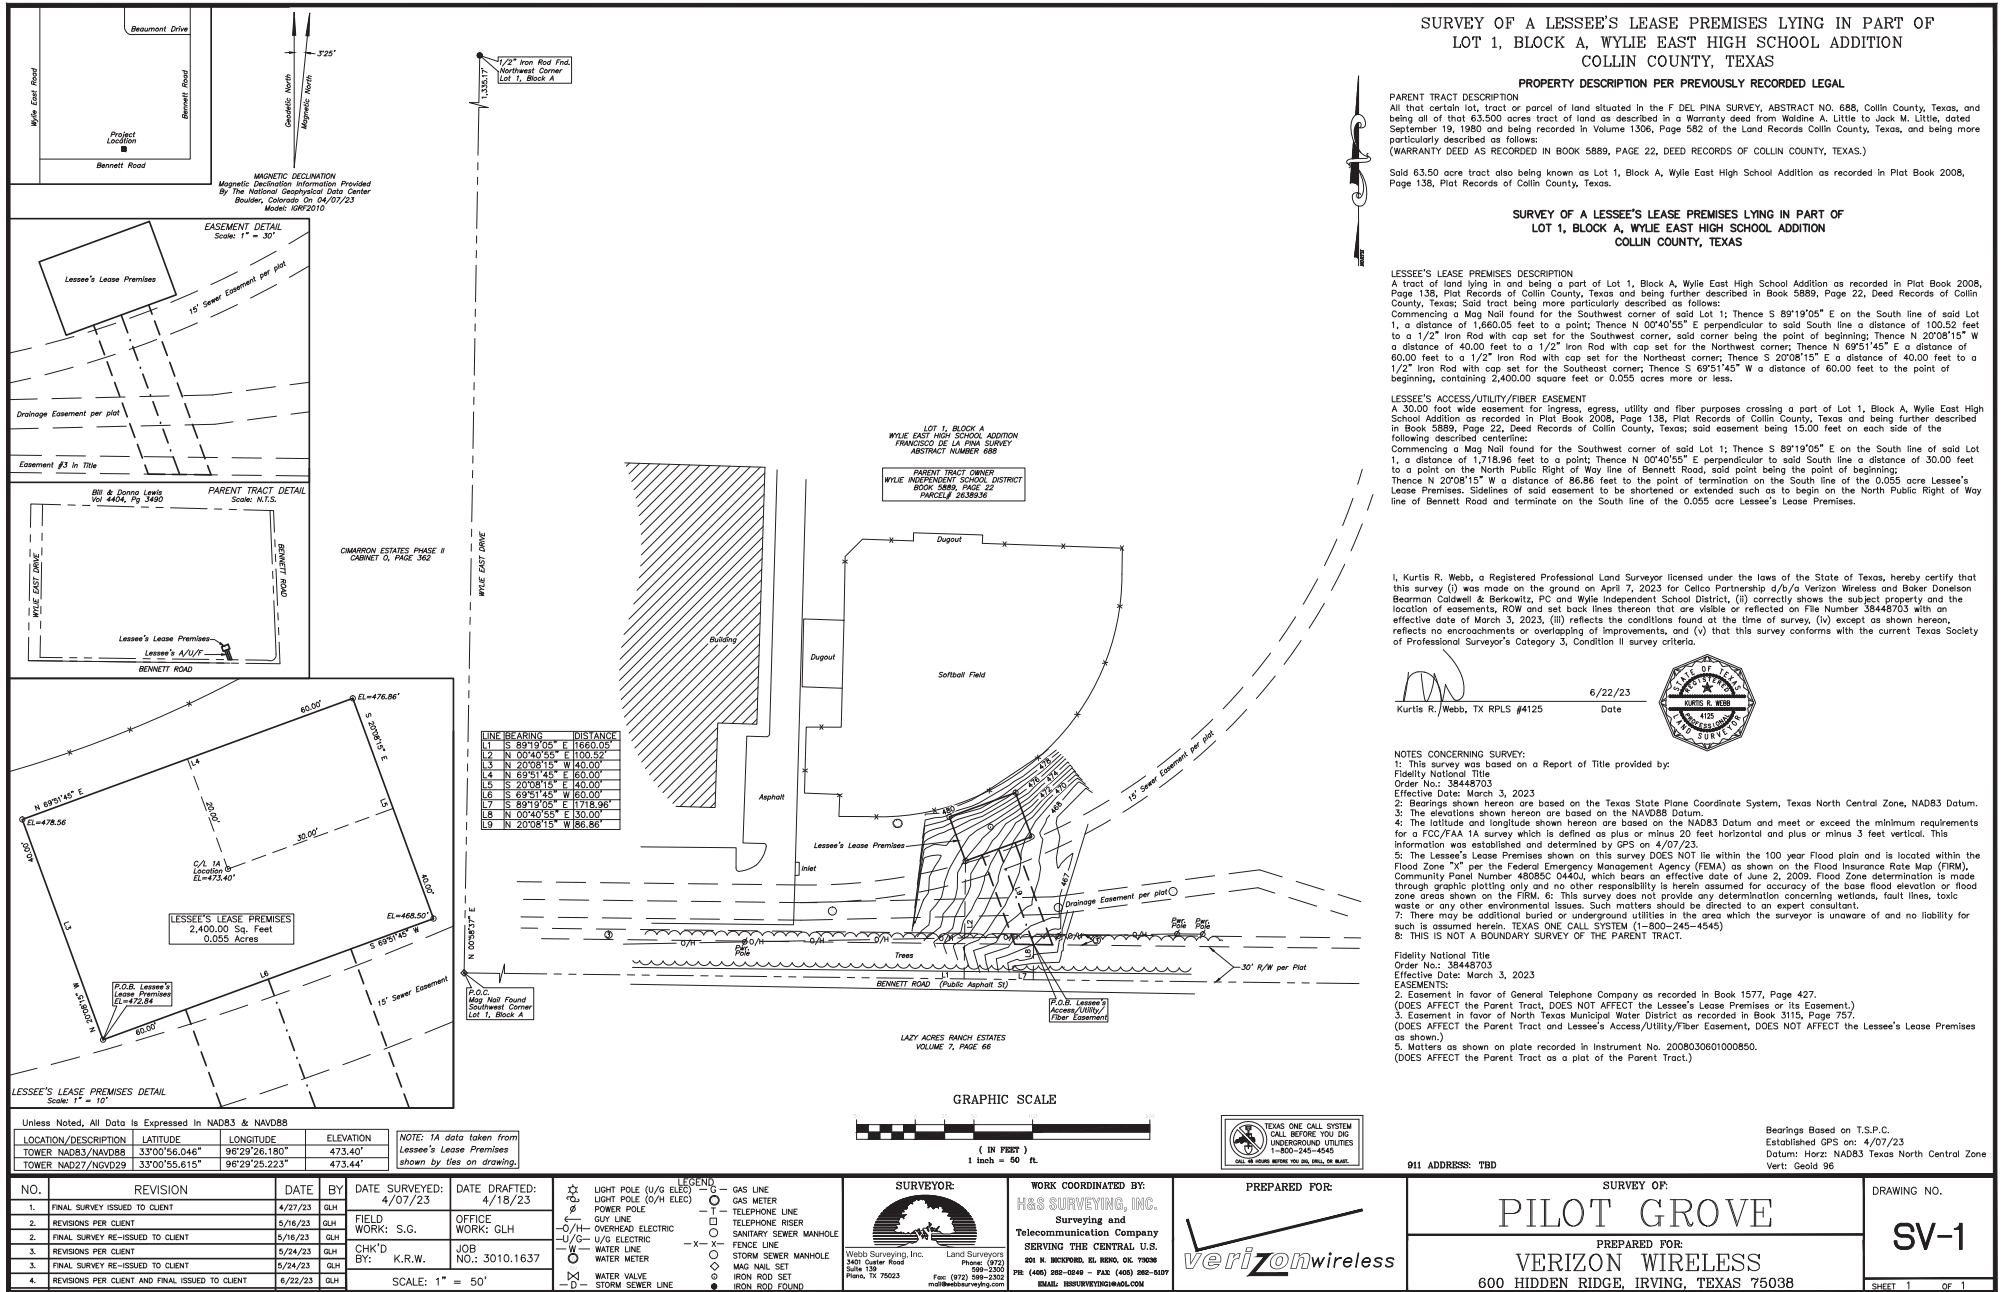 SURVEY OF A LESSEE'S LEASE PREMISES LYING IN PART OF
LOT 1, BLOCK A, WYLIE EAST HIGH SCHOOL ADDITION
COLLIN COUNTY, TEXAS
PROPERTY DESCRIPTION PER PREVIOUSLY RECORDED LEGAL
PARENT TRACT DESCRIPTION
All that certain lot, tract or parcel of land situated in the F DEL PINA SURVEY, ABSTRACT NO. 688, Collin County, Texas, and
being all of that 63.500 acres tract of land as described in a Warranty deed from Waldine A. Little to Jack M. Little, dated
September 19, 1980 and being recorded in Volume 1306, Page 582 of the Land Records Collin County, Texas, and being more
particularly described as follows:
(WARRANTY DEED AS RECORDED IN BOOK 5889, PAGE 22, DEED RECORDS OF COLLIN COUNTY, TEXAS.)
Said 63.50 acre tract also being known as Lot 1, Block A, Wylie East High School Addition as recorded in Plat Book 2008,
Page 138, Plat Records of Collin County, Texas.
SURVEY OF A LESSEE'S LEASE PREMISES LYING IN PART OF
LOT 1, BLOCK A, WYLIE EAST HIGH SCHOOL ADDITION
COLLIN COUNTY, TEXAS
LESSEE'S LEASE PREMISES DESCRIPTION
A tract of land lying in and being a part of Lot 1, Block A, Wylie East High School Addition as recorded in Plat Book 2008,
Page 138, Plat Records of Collin County, Texas and being further described in Book 5889, Page 22, Deed Records of Collin
County, Texas; Said tract being more particularly described as follows:
Commencing a Mag Nail found for the Southwest corner of said Lot 1; Thence S 89°19'05" E on the South line of said Lot
1, a distance of 1,660.05 feet to a point; Thence N 00°40'55" E perpendicular to said South line a distance of 100.52 feet
to a 1/2" Iron Rod with cap set for the Southwest corner, said corner being the point of beginning; Thence N 20°08'15" W
a distance of 40.00 feet to a 1/2" Iron Rod with cap set for the Northwest corner; Thence N 69°51'45" E a distance of
60.00 feet to a 1/2" Iron Rod with cap set for the Northeast corner; Thence S 20°08'15" E a distance of 40.00 feet to a
1/2" Iron Rod with cap set for the Southeast corner; Thence S 69°51'45" W a distance of 60.00 feet to the point of
beginning, containing 2,400.00 square feet or 0.055 acres more or less.
LESSEE'S ACCESS/UTILITY/FIBER EASEMENT
A 30.00 foot wide easement for ingress, egress, utility and fiber purposes crossing a part of Lot 1, Block A, Wylie East High
School Addition as recorded in Plat Book 2008, Page 138, Plat Records of Collin County, Texas and being further described
in Book 5889, Page 22, Deed Records of Collin County, Texas; said easement being 15.00 feet on each side of the
following described centerline:
Commencing a Mag Nail found for the Southwest corner of said Lot 1; Thence S 89°19'05" E on the South line of said Lot
1, a distance of 1,718.96 feet to a point; Thence N 00°40'55" E perpendicular to said South line a distance of 30.00 feet
to a point on the North Public Right of Way line of Bennett Road, said point being the point of beginning;
Thence N 20°08'15" W a distance of 86.86 feet to the point of termination on the South line of the 0.055 acre Lessee's
Lease Premises. Sidelines of said easement to be shortened or extended such as to begin on the North Public Right of Way
line of Bennett Road and terminate on the South line of the 0.055 acre Lessee's Lease Premises.
I, Kurtis R. Webb, a Registered Professional Land Surveyor licensed under the laws of the State of Texas, hereby certify that
this survey (i) was made on the ground on April 7, 2023 for Cellco Partnership d/b/a Verizon Wireless and Baker Donelson
Bearman Caldwell & Berkowitz, PC and Wylie Independent School District, (ii) correctly shows the subject property and the
location of easements, ROW and set back lines thereon that are visible or reflected on File Number 38448703 with an
effective date of March 3, 2023, (iii) reflects the conditions found at the time of survey, (iv) except as shown hereon,
reflects no encroachments or overlapping of improvements, and (v) that this survey conforms with the current Texas Society
of Professional Surveyor's Category 3, Condition II survey criteria.
6/22/23
Kurtis R. Webb, TX RPLS #4125 Date
STATE OF TEXAS
REGISTERED
KURTIS R. WEBB
4125
PROFESSIONAL
LAND SURVEYOR
NOTES CONCERNING SURVEY:
1: This survey was based on a Report of Title provided by:
Fidelity National Title
Order No.: 38448703
Effective Date: March 3, 2023
2: Bearings shown hereon are based on the Texas State Plane Coordinate System, Texas North Central Zone, NAD83 Datum.
3: The elevations shown hereon are based on the NAVD88 Datum.
4: The latitude and longitude shown hereon are based on the NAD83 Datum and meet or exceed the minimum requirements
for a FCC/FAA 1A survey which is defined as plus or minus 20 feet horizontal and plus or minus 3 feet vertical. This
information was established and determined by GPS on 4/07/23.
5: The Lessee's Lease Premises shown on this survey DOES NOT lie within the 100 year Flood plain and is located within the
Flood Zone "X" per the Federal Emergency Management Agency (FEMA) as shown on the Flood Insurance Rate Map (FIRM),
Community Panel Number 48085C 0440J, which bears an effective date of June 2, 2009. Flood Zone determination is made
through graphic plotting only and no other responsibility is herein assumed for accuracy of the base flood elevation or flood
zone areas shown on the FIRM. 6: This survey does not provide any determination concerning wetlands, fault lines, toxic
waste or any other environmental issues. Such matters should be directed to an expert consultant.
7: There may be additional buried or underground utilities in the area which the surveyor is unaware of and no liability for
such is assumed herein. TEXAS ONE CALL SYSTEM (1-800-245-4545)
8: THIS IS NOT A BOUNDARY SURVEY OF THE PARENT TRACT.
Fidelity National Title
Order No.: 38448703
Effective Date: March 3, 2023
EASEMENTS:
2. Easement in favor of General Telephone Company as recorded in Book 1577, Page 427.
(DOES AFFECT the Parent Tract, DOES NOT AFFECT the Lessee's Lease Premises or its Easement.)
3. Easement in favor of North Texas Municipal Water District as recorded in Book 3115, Page 757.
(DOES AFFECT the Parent Tract and Lessee's Access/Utility/Fiber Easement, DOES NOT AFFECT the Lessee's Lease Premises
as shown.)
5. Matters as shown on plate recorded in Instrument No. 2008030601000850.
(DOES AFFECT the Parent Tract as a plat of the Parent Tract.)
Bearings Based on T.S.P.C.
Established GPS on: 4/07/23
Datum: Horz: NAD83 Texas North Central Zone
Vert: Geoid 96
911 ADDRESS: TBD
Beaumont Drive
Wylie East Road
Bennett Road
Project
Location
Bennett Road
3°25'
Geodetic North
Magnetic North
MAGNETIC DECLINATION
Magnetic Declination Information Provided
By The National Geophysical Data Center
Boulder, Colorado On 04/07/23
Model: IGRF2010
EASEMENT DETAIL
Scale: 1" = 30'
Lessee's Lease Premises
15' Sewer Easement per plat
Drainage Easement per plat
Easement #3 In Title
Bill & Donna Lewis
Vol 4404, Pg 3490
PARENT TRACT DETAIL
Scale: N.T.S.
WYLIE EAST DRIVE
BENNETT ROAD
Lessee's Lease Premises
Lessee's A/U/F
BENNETT ROAD
EL=476.86'
60.00'
S 20°08'15" E
L4
N 69°51'45" E
L5
20.00'
EL=478.56
30.00'
40.00'
C/L 1A
Location
EL=473.40'
40.00'
EL=468.50'
LESSEE'S LEASE PREMISES
2,400.00 Sq. Feet
0.055 Acres
L3
S 69°51'45" W
L6
P.O.B. Lessee's
Lease Premises
EL=472.84
N 20°08'15" W
60.00'
15' Sewer Easement
LESSEE'S LEASE PREMISES DETAIL
Scale: 1" = 10'
1/2" Iron Rod Fnd.
Northwest Corner
Lot 1, Block A
1,335.17'
CIMARRON ESTATES PHASE II
CABINET O, PAGE 362
WYLIE EAST DRIVE
N 00°58'37" E
LOT 1, BLOCK A
WYLIE EAST HIGH SCHOOL ADDITION
FRANCISCO DE LA PINA SURVEY
ABSTRACT NUMBER 688
PARENT TRACT OWNER
WYLIE INDEPENDENT SCHOOL DISTRICT
BOOK 5889, PAGE 22
PARCEL# 2638936
NORTH
Dugout
Building
Dugout
Softball Field
LINE BEARING DISTANCE
L1 S 89°19'05" E 1660.05'
L2 N 00°40'55" E 100.52'
L3 N 20°08'15" W 40.00'
L4 N 69°51'45" E 60.00'
L5 S 20°08'15" E 40.00'
L6 S 69°51'45" W 60.00'
L7 S 89°19'05" E 1718.96'
L8 N 00°40'55" E 30.00'
L9 N 20°08'15" W 86.86'
Asphalt
15' Sewer Easement per plat
478
476
474
472
470
468
480
467
Lessee's Lease Premises
Inlet
L9
L2
Drainage Easement per plat
Pwr. Pole
Pwr. Pole
Pwr. Pole
O/H O/H O/H O/H O/H O/H
Trees
L8
L1 L7
30' R/W per Plat
BENNETT ROAD (Public Asphalt St)
P.O.C.
Mag Nail Found
Southwest Corner
Lot 1, Block A
P.O.B. Lessee's
Access/Utility/
Fiber Easement
LAZY ACRES RANCH ESTATES
VOLUME 7, PAGE 66
GRAPHIC SCALE
( IN FEET )
1 inch = 50 ft.
TEXAS ONE CALL SYSTEM
CALL BEFORE YOU DIG
UNDERGROUND UTILITIES
1-800-245-4545
CALL 48 HOURS BEFORE YOU DIG, DRILL, OR BLAST.
Unless Noted, All Data Is Expressed In NAD83 & NAVD88
LOCATION/DESCRIPTION LATITUDE LONGITUDE ELEVATION
TOWER NAD83/NAVD88 33°00'56.046" 96°29'26.180" 473.40'
TOWER NAD27/NGVD29 33°00'55.615" 96°29'25.223" 473.44'
NOTE: 1A data taken from
Lessee's Lease Premises
shown by ties on drawing.
NO. REVISION DATE BY
1. FINAL SURVEY ISSUED TO CLIENT 4/27/23 GLH
2. REVISIONS PER CLIENT 5/16/23 GLH
2. FINAL SURVEY RE-ISSUED TO CLIENT 5/16/23 GLH
3. REVISIONS PER CLIENT 5/24/23 GLH
3. FINAL SURVEY RE-ISSUED TO CLIENT 5/24/23 GLH
4. REVISIONS PER CLIENT AND FINAL ISSUED TO CLIENT 6/22/23 GLH
DATE SURVEYED: 4/07/23
DATE DRAFTED: 4/18/23
FIELD WORK: S.G.
OFFICE WORK: GLH
CHK'D BY: K.R.W.
JOB NO.: 3010.1637
SCALE: 1" = 50'
LEGEND
LIGHT POLE (U/G ELEC)
LIGHT POLE (O/H ELEC)
POWER POLE
GUY LINE
O/H OVERHEAD ELECTRIC
U/G U/G ELECTRIC
W WATER LINE
WATER METER
WATER VALVE
D STORM SEWER LINE
G GAS LINE
GAS METER
T TELEPHONE LINE
TELEPHONE RISER
SANITARY SEWER MANHOLE
X FENCE LINE
STORM SEWER MANHOLE
MAG NAIL SET
IRON ROD SET
IRON ROD FOUND
SURVEYOR:
Webb Surveying, Inc. Land Surveyors
3401 Custer Road Phone: (972)
Suite 139 599-2300
Plano, TX 75023 Fax: (972) 599-2302
mail@webbsurveying.com
WORK COORDINATED BY:
H&S SURVEYING, INC.
Surveying and
Telecommunication Company
SERVING THE CENTRAL U.S.
201 N. BICKFORD, EL RENO, OK. 73036
PH: (405) 262-0249 - FAX: (405) 262-5107
EMAIL: HSSURVEYING1@AOL.COM
PREPARED FOR:
verizonwireless
SURVEY OF:
PILOT GROVE
PREPARED FOR:
VERIZON WIRELESS
600 HIDDEN RIDGE, IRVING, TEXAS 75038
DRAWING NO.
SV-1
SHEET 1 OF 1